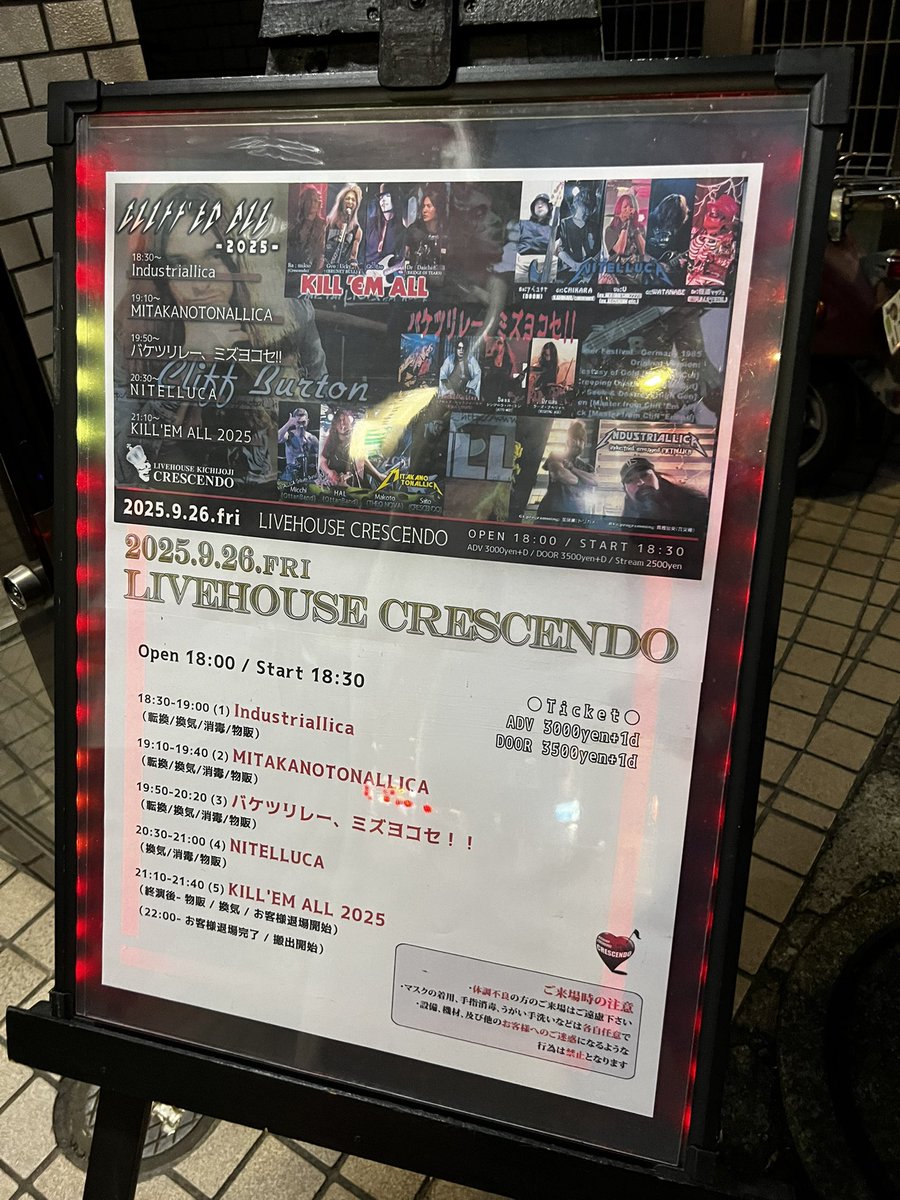 CLIFF'EM ALL
-2025-
18:30~
Industriallica
19:10~
MITAKANOTONALLICA
19:50~
バケツリレー、ミズヨコセ!!
20:30~
NITELLUCA
21:10~
KILL'EM ALL 2025
Cliff Burton
LIVEHOUSE KICHIJOJI
CRESCENDO
KILL 'EM ALL
NITELLUCA
バケツリレー、ミズヨコセ!!
Bass
Drums
Micchi
HAL
Makoto
Saito
MITAKANO
TONALLICA
INDUSTRIALLICA
2025.9.26.fri
LIVEHOUSE CRESCENDO
OPEN 18:00 / START 18:30
ADV 3000yen+D / DOOR 3500yen+D / Stream 2500yen
2025.9.26.FRI
LIVEHOUSE CRESCENDO
Open 18:00 / Start 18:30
○Ticket○
ADV 3000yen+1d
DOOR 3500yen+1d
18:30-19:00 (1) Industriallica
(転換/換気/消毒/物販)
19:10-19:40 (2) MITAKANOTONALLICA
(転換/換気/消毒/物販)
19:50-20:20 (3) バケツリレー、ミズヨコセ！！
(転換/換気/消毒/物販)
20:30-21:00 (4) NITELLUCA
(換気/消毒/物販)
21:10-21:40 (5) KILL'EM ALL 2025
(終演後- 物販 / 換気 / お客様退場開始)
(22:00- お客様退場完了 / 搬出開始)
CRESCENDO
ご来場時の注意
・体調不良の方のご来場はご遠慮下さい
・マスクの着用、手指消毒、うがい手洗いなどは各自任意で
・設備、機材、及び他のお客様へのご迷惑になるような
行為は禁止となります